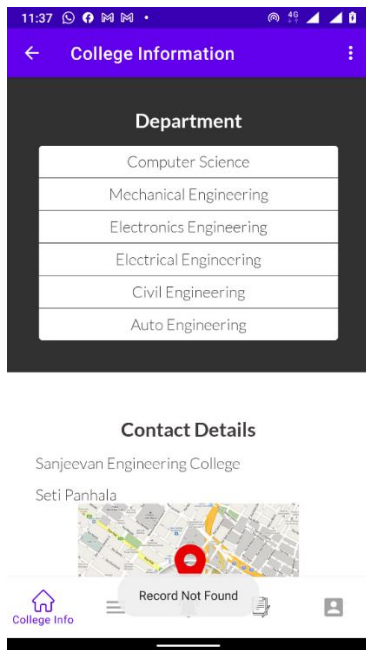 11:37
4G
College Information
Department
Computer Science
Mechanical Engineering
Electronics Engineering
Electrical Engineering
Civil Engineering
Auto Engineering
Contact Details
Sanjeevan Engineering College
Seti Panhala
Record Not Found
College Info